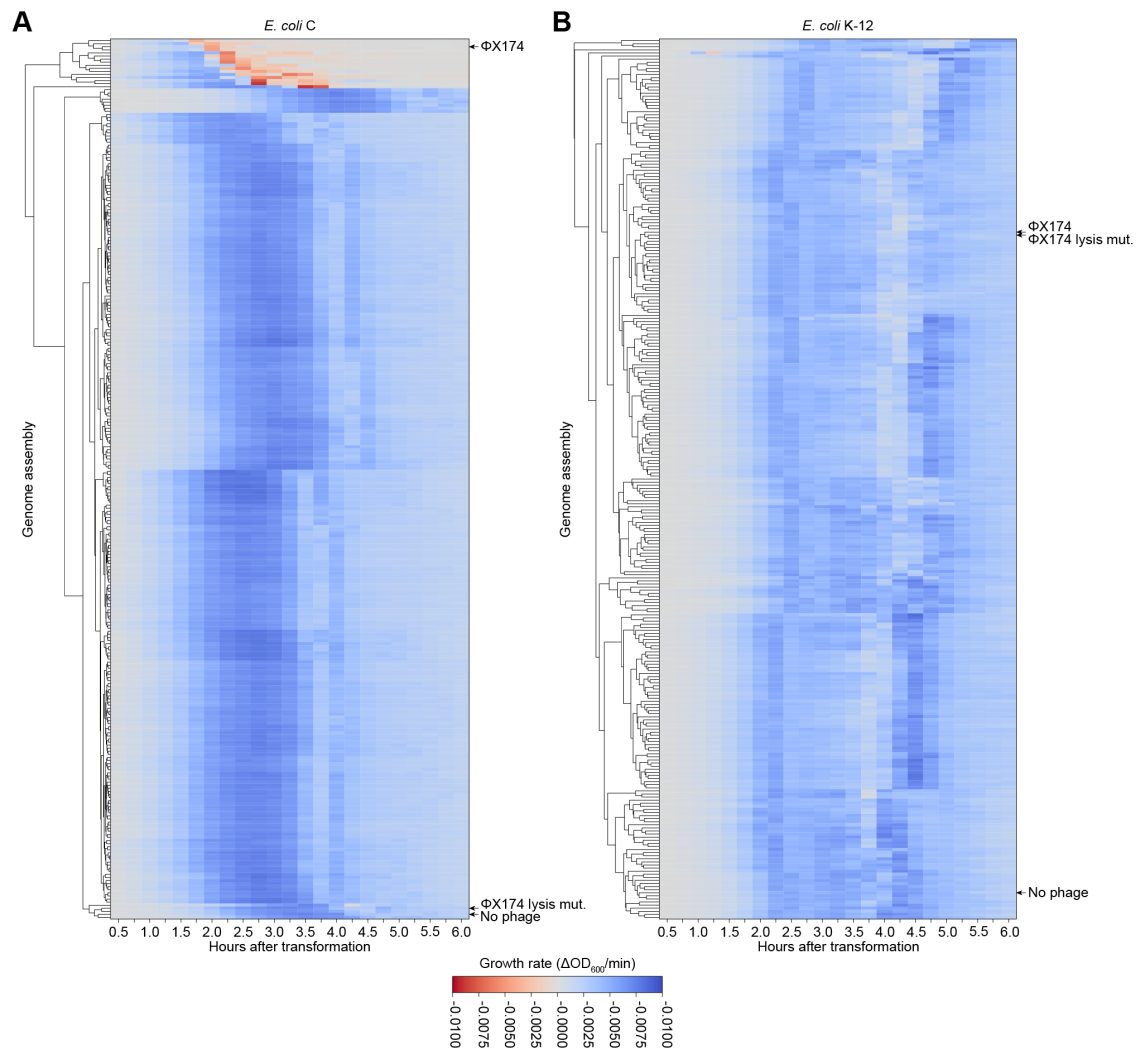 A
E. coli C
ΦX174
Genome assembly
ΦX174 lysis mut.
No phage
0.5 1.0 1.5 2.0 2.5 3.0 3.5 4.0 4.5 5.0 5.5 6.0
Hours after transformation
B
E. coli K-12
ΦX174
ΦX174 lysis mut.
Genome assembly
No phage
0.5 1.0 1.5 2.0 2.5 3.0 3.5 4.0 4.5 5.0 5.5 6.0
Hours after transformation
Growth rate (ΔOD600/min)
-0.0100 -0.0075 -0.0050 -0.0025 -0.0000 -0.0025 -0.0050 -0.0075 -0.0100